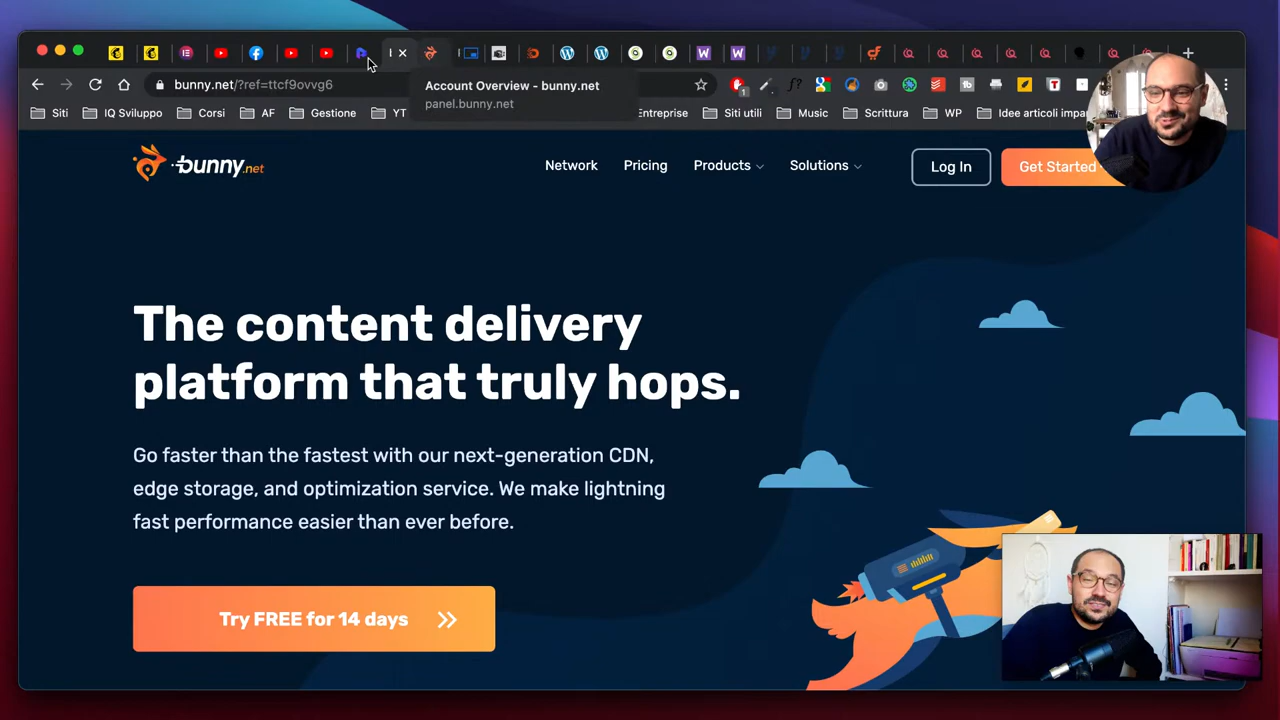 Account Overview - bunny.net
panel.bunny.net
bunny.net/?ref=ttcf9ovvg6
Siti
IQ Sviluppo
Corsi
AF
Gestione
YT
Enterprise
Siti utili
Music
Scrittura
WP
Idee articoli impa
bunny.net
Network
Pricing
Products
Solutions
Log In
Get Started
The content delivery
platform that truly hops.
Go faster than the fastest with our next-generation CDN,
edge storage, and optimization service. We make lightning
fast performance easier than ever before.
Try FREE for 14 days